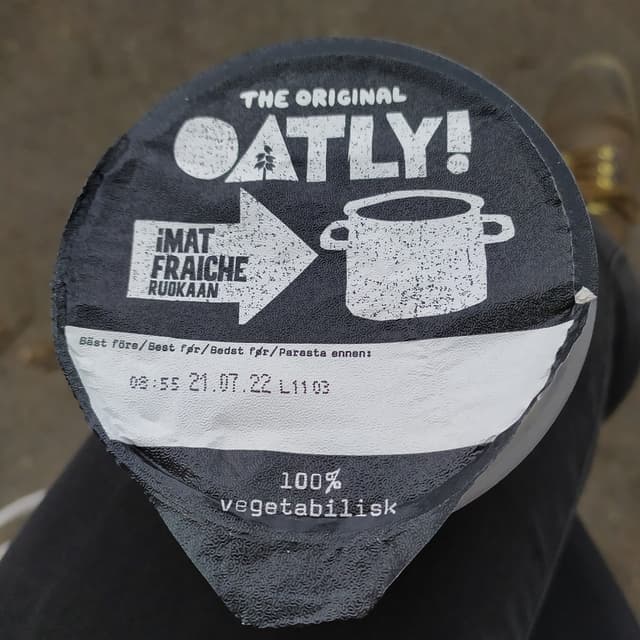 THE ORIGINAL
OATLY!
iMAT
FRAICHE
RUOKAAN
Bäst före/Best før/Bedst før/Parasta ennen:
08:55 21.07.22 L1103
100%
vegetabilisk